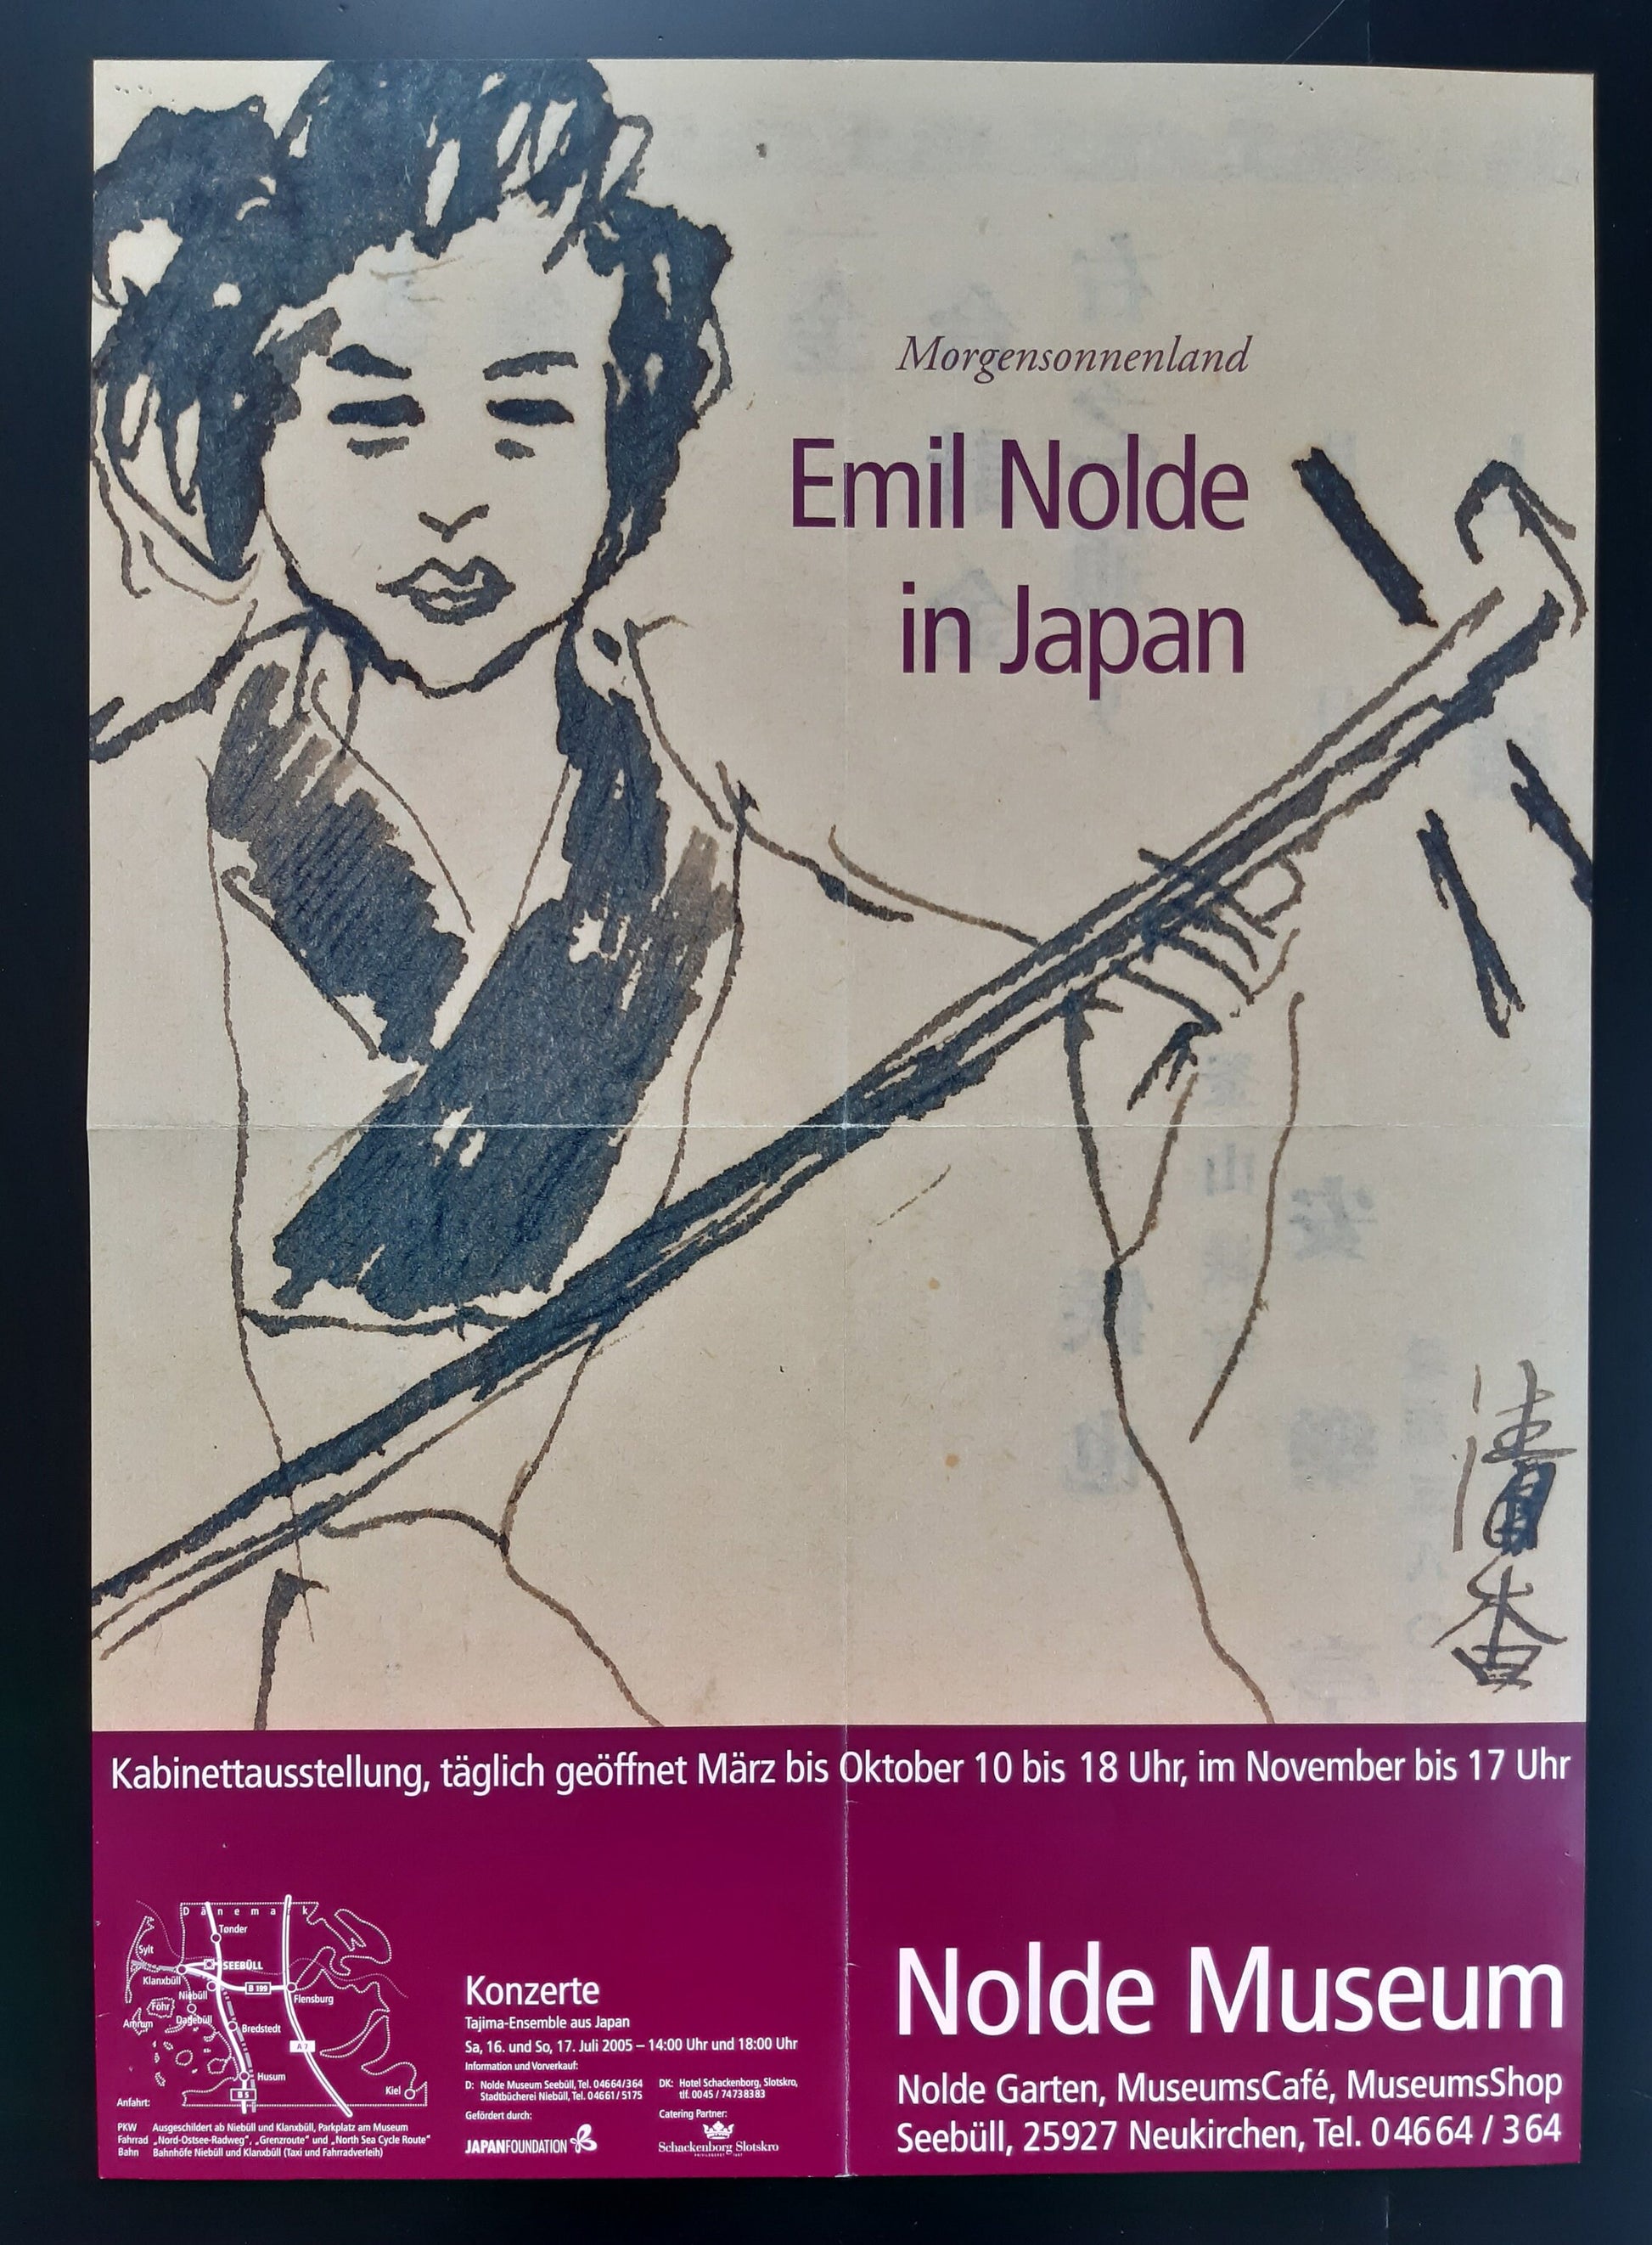 Morgensonnenland
Emil Nolde
in Japan
清香
Kabinettausstellung, täglich geöffnet März bis Oktober 10 bis 18 Uhr, im November bis 17 Uhr
Dänemark
Tønder
Sylt
SEEBÜLL
Klanxbüll
B 199
Niebüll
Flensburg
Föhr
Amrum
Dagebüll
Bredstedt
A 7
Husum
B 5
Kiel
Anfahrt:
PKW Ausgeschildert ab Niebüll und Klanxbüll, Parkplatz am Museum
Fahrrad „Nord-Ostsee-Radweg“, „Grenzroute“ und „North Sea Cycle Route“
Bahn Bahnhöfe Niebüll und Klanxbüll (Taxi und Fahrradverleih)
Konzerte
Tajima-Ensemble aus Japan
Sa, 16. und So, 17. Juli 2005 – 14:00 Uhr und 18:00 Uhr
Information und Vorverkauf:
D: Nolde Museum Seebüll, Tel. 04664/364
Stadtbücherei Niebüll, Tel. 04661/5175
DK: Hotel Schackenborg, Slotskro,
tlf. 0045 / 74738383
Gefördert durch:
JAPANFOUNDATION
Catering Partner:
Schackenborg Slotskro
Nolde Museum
Nolde Garten, MuseumsCafé, MuseumsShop
Seebüll, 25927 Neukirchen, Tel. 04664 / 364